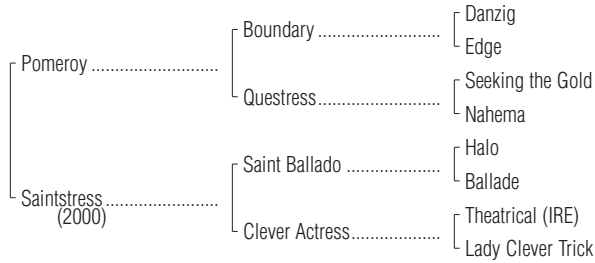 Danzig
Boundary
Edge
Pomeroy
Seeking the Gold
Questress
Nahema
Halo
Saint Ballado
Ballade
Saintstress
(2000)
Theatrical (IRE)
Clever Actress
Lady Clever Trick